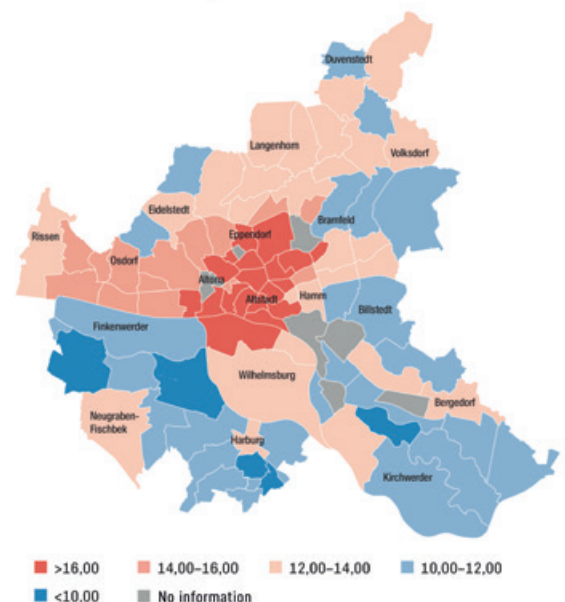 Duvenstedt
Langenhorn
Volksdorf
Eidelstedt
Bramfeld
Rissen
Eppendorf
Osdorf
Altona
Altstadt
Hamm
Billstedt
Finkenwerder
Wilhelmsburg
Bergedorf
Neugraben-
Fischbek
Harburg
Kirchwerder
>16,00 14,00–16,00 12,00–14,00 10,00–12,00
<10.00 No information